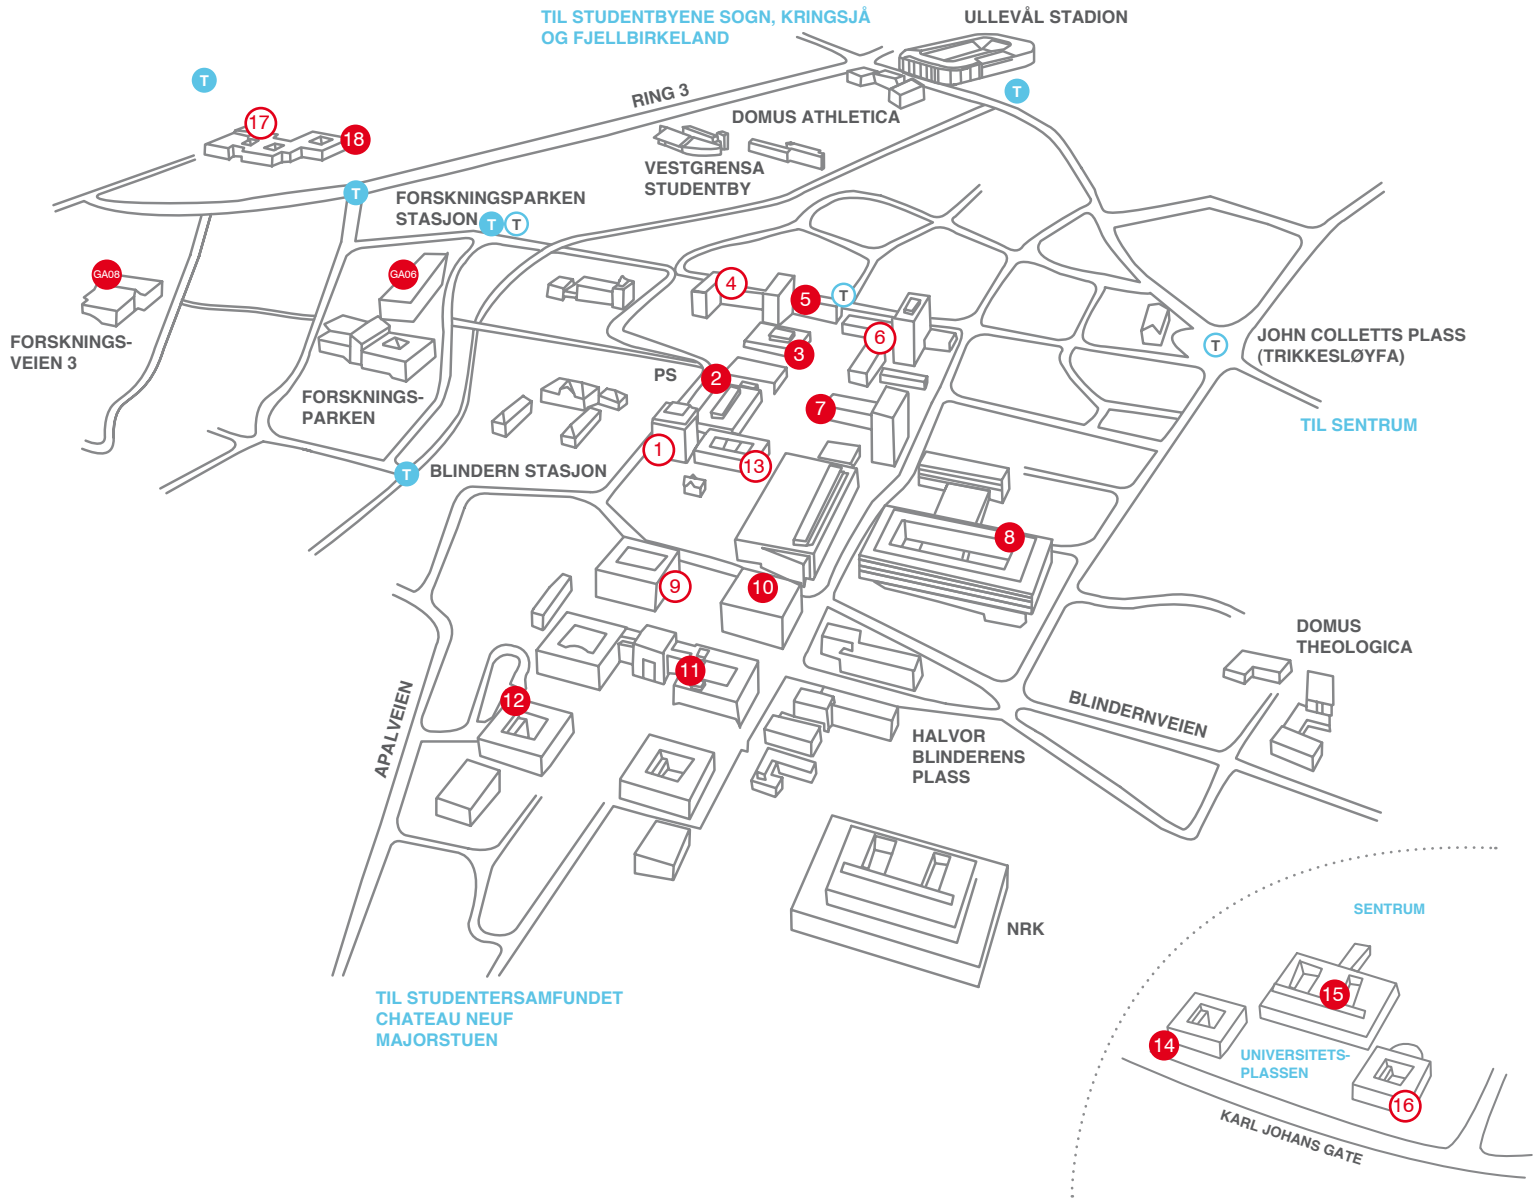 TIL STUDENTBYENE SOGN, KRINGSJÅ
OG FJELLBIRKELAND
ULLEVÅL STADION
T
T
RING 3
DOMUS ATHLETICA
17
18
VESTGRENSA
STUDENTBY
T
FORSKNINGSPARKEN
STASJON
T
T
GA08
GA06
4
5
T
6
FORSKNINGS-
VEIEN 3
3
JOHN COLLETTS PLASS
(TRIKKESLØYFA)
T
PS
2
FORSKNINGS-
PARKEN
7
TIL SENTRUM
1
13
T
BLINDERN STASJON
8
9
10
DOMUS
THEOLOGICA
11
12
APALVEIEN
BLINDERNVEIEN
HALVOR
BLINDERENS
PLASS
NRK
SENTRUM
TIL STUDENTERSAMFUNDET
CHATEAU NEUF
MAJORSTUEN
15
14
UNIVERSITETS-
PLASSEN
16
KARL JOHANS GATE